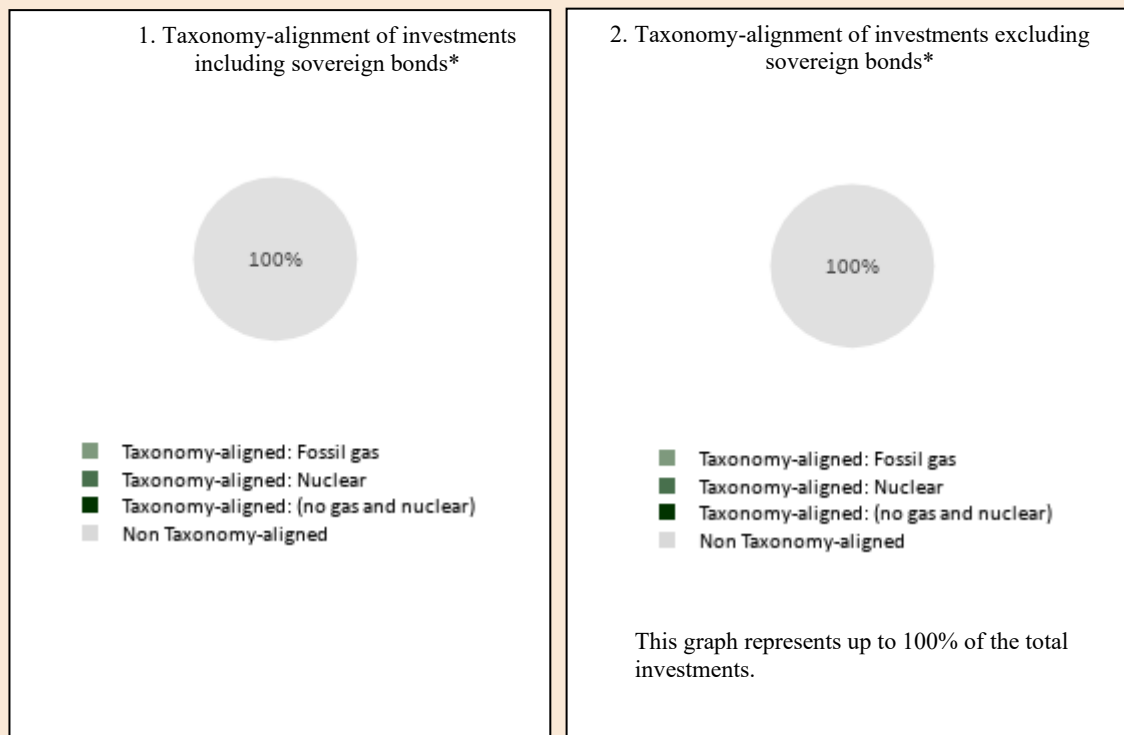 1. Taxonomy-alignment of investments
including sovereign bonds*
100%
Taxonomy-aligned: Fossil gas
Taxonomy-aligned: Nuclear
Taxonomy-aligned: (no gas and nuclear)
Non Taxonomy-aligned
2. Taxonomy-alignment of investments excluding
sovereign bonds*
100%
Taxonomy-aligned: Fossil gas
Taxonomy-aligned: Nuclear
Taxonomy-aligned: (no gas and nuclear)
Non Taxonomy-aligned
This graph represents up to 100% of the total
investments.